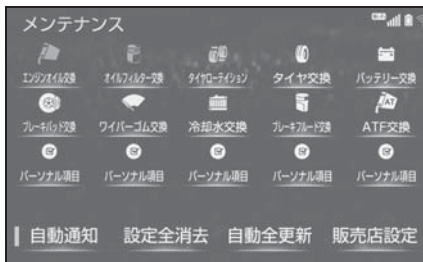 メンテナンス
エンジンオイル交換 オイルフィルター交換 タイヤローテイション タイヤ交換 バッテリー交換
ブレーキパッド交換 ワイパーゴム交換 冷却水交換 ブレーキフルード交換 ATF交換
パーソナル項目 パーソナル項目 パーソナル項目 パーソナル項目 パーソナル項目
自動通知 設定全消去 自動全更新 販売店設定